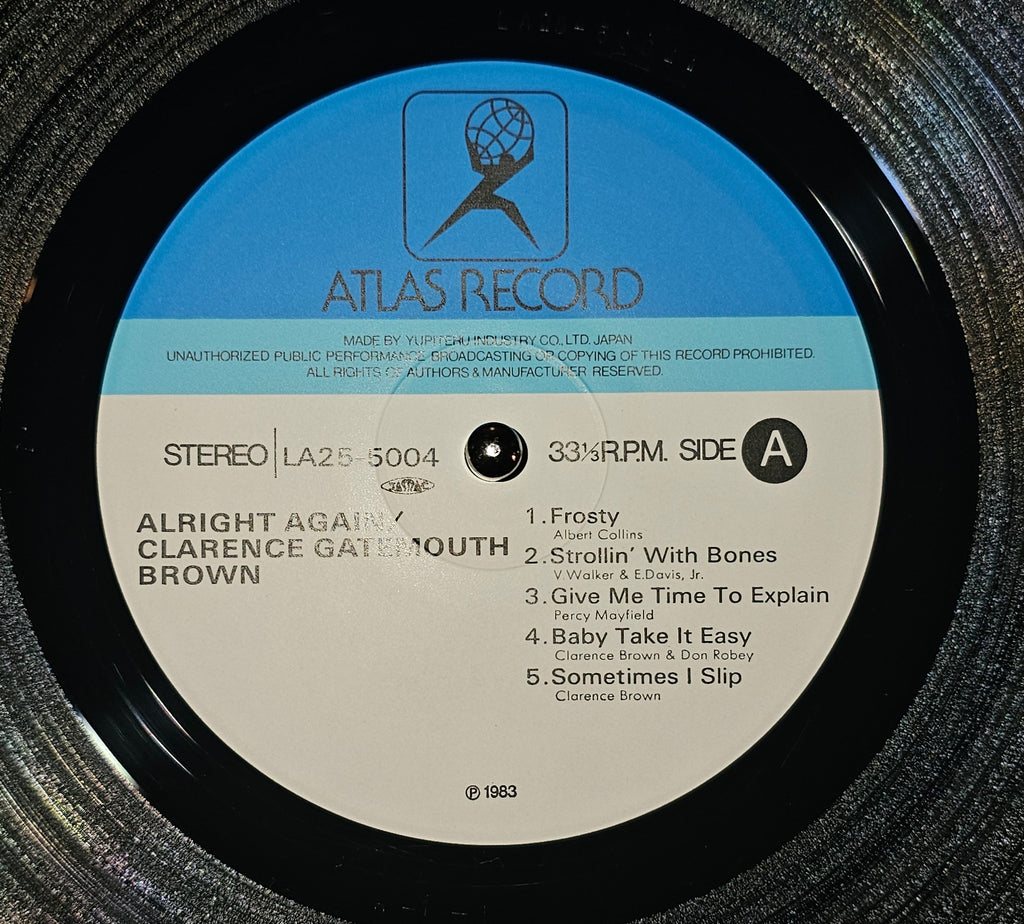 ATLAS RECORD
MADE BY YUPITERU INDUSTRY CO., LTD. JAPAN
UNAUTHORIZED PUBLIC PERFORMANCE BROADCASTING OR COPYING OF THIS RECORD PROHIBITED.
ALL RIGHTS OF AUTHORS & MANUFACTURER RESERVED.
STEREO | LA25-5004
JASRAC
33⅓ R.P.M. SIDE A
ALRIGHT AGAIN /
CLARENCE GATEMOUTH
BROWN
1. Frosty
Albert Collins
2. Strollin' With Bones
V. Walker & E. Davis, Jr.
3. Give Me Time To Explain
Percy Mayfield
4. Baby Take It Easy
Clarence Brown & Don Robey
5. Sometimes I Slip
Clarence Brown
Ⓟ 1983